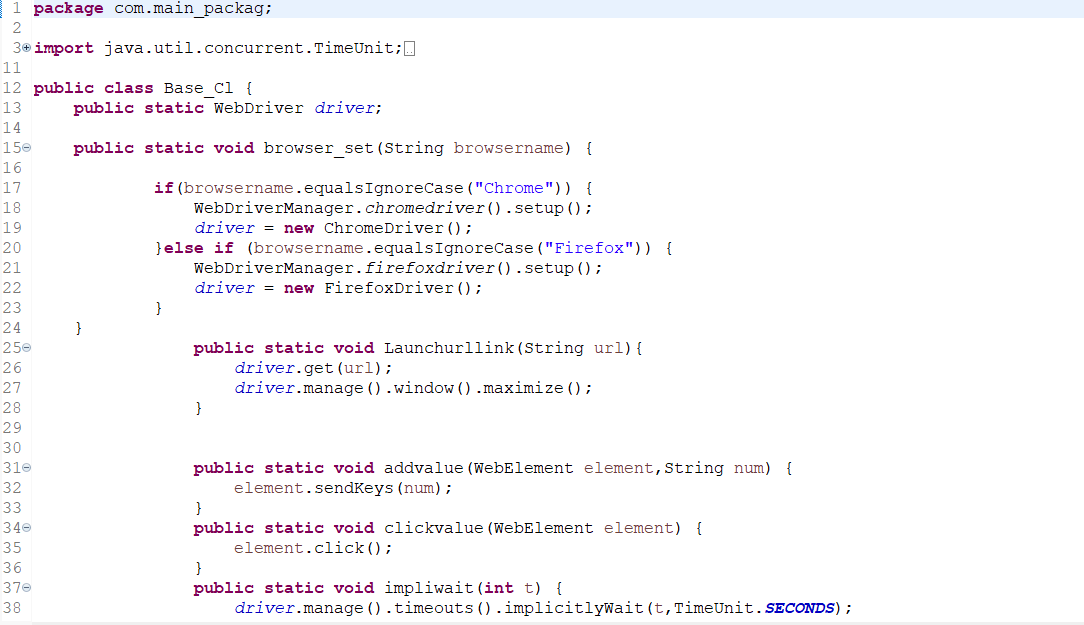 1 package com.main_packag;
2
3 import java.util.concurrent.TimeUnit;
11
12 public class Base_Cl {
13 public static WebDriver driver;
14
15 public static void browser_set(String browsername) {
16
17 if(browsername.equalsIgnoreCase("Chrome")) {
18 WebDriverManager.chromedriver().setup();
19 driver = new ChromeDriver();
20 }else if (browsername.equalsIgnoreCase("Firefox")) {
21 WebDriverManager.firefoxdriver().setup();
22 driver = new FirefoxDriver();
23 }
24 }
25 public static void Launchurllink(String url){
26 driver.get(url);
27 driver.manage().window().maximize();
28 }
29
30
31 public static void addvalue(WebElement element,String num) {
32 element.sendKeys(num);
33 }
34 public static void clickvalue(WebElement element) {
35 element.click();
36 }
37 public static void impliwait(int t) {
38 driver.manage().timeouts().implicitlyWait(t,TimeUnit.SECONDS);